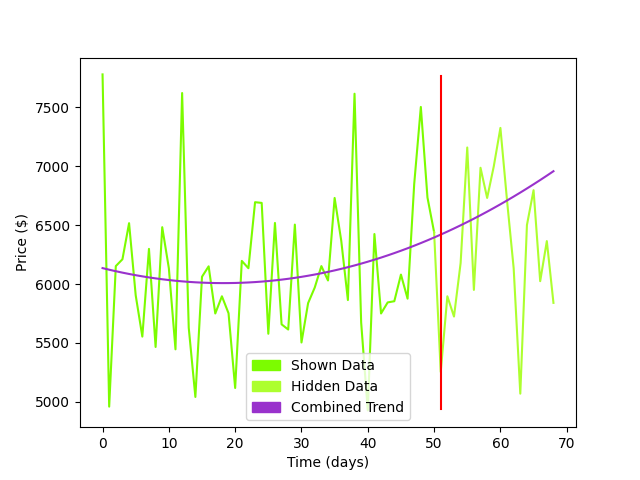 7500
7000
6500
6000
5500
5000
Price ($)
Shown Data
Hidden Data
Combined Trend
0 10 20 30 40 50 60 70
Time (days)